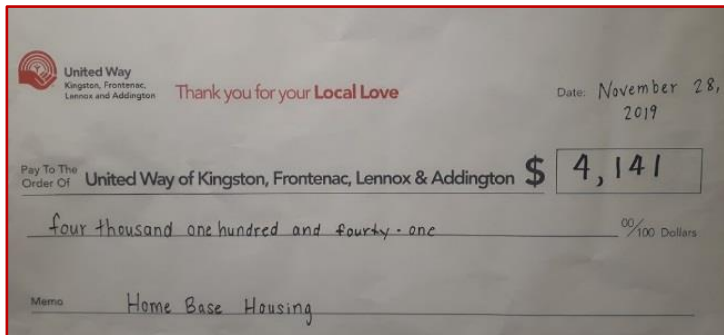 United Way
Kingston, Frontenac,
Lennox and Addington
Thank you for your Local Love
Date: November 28,
2019
Pay To The
Order Of United Way of Kingston, Frontenac, Lennox & Addington $ 4,141
four thousand one hundred and fourty-one 00/100 Dollars
Memo Home Base Housing